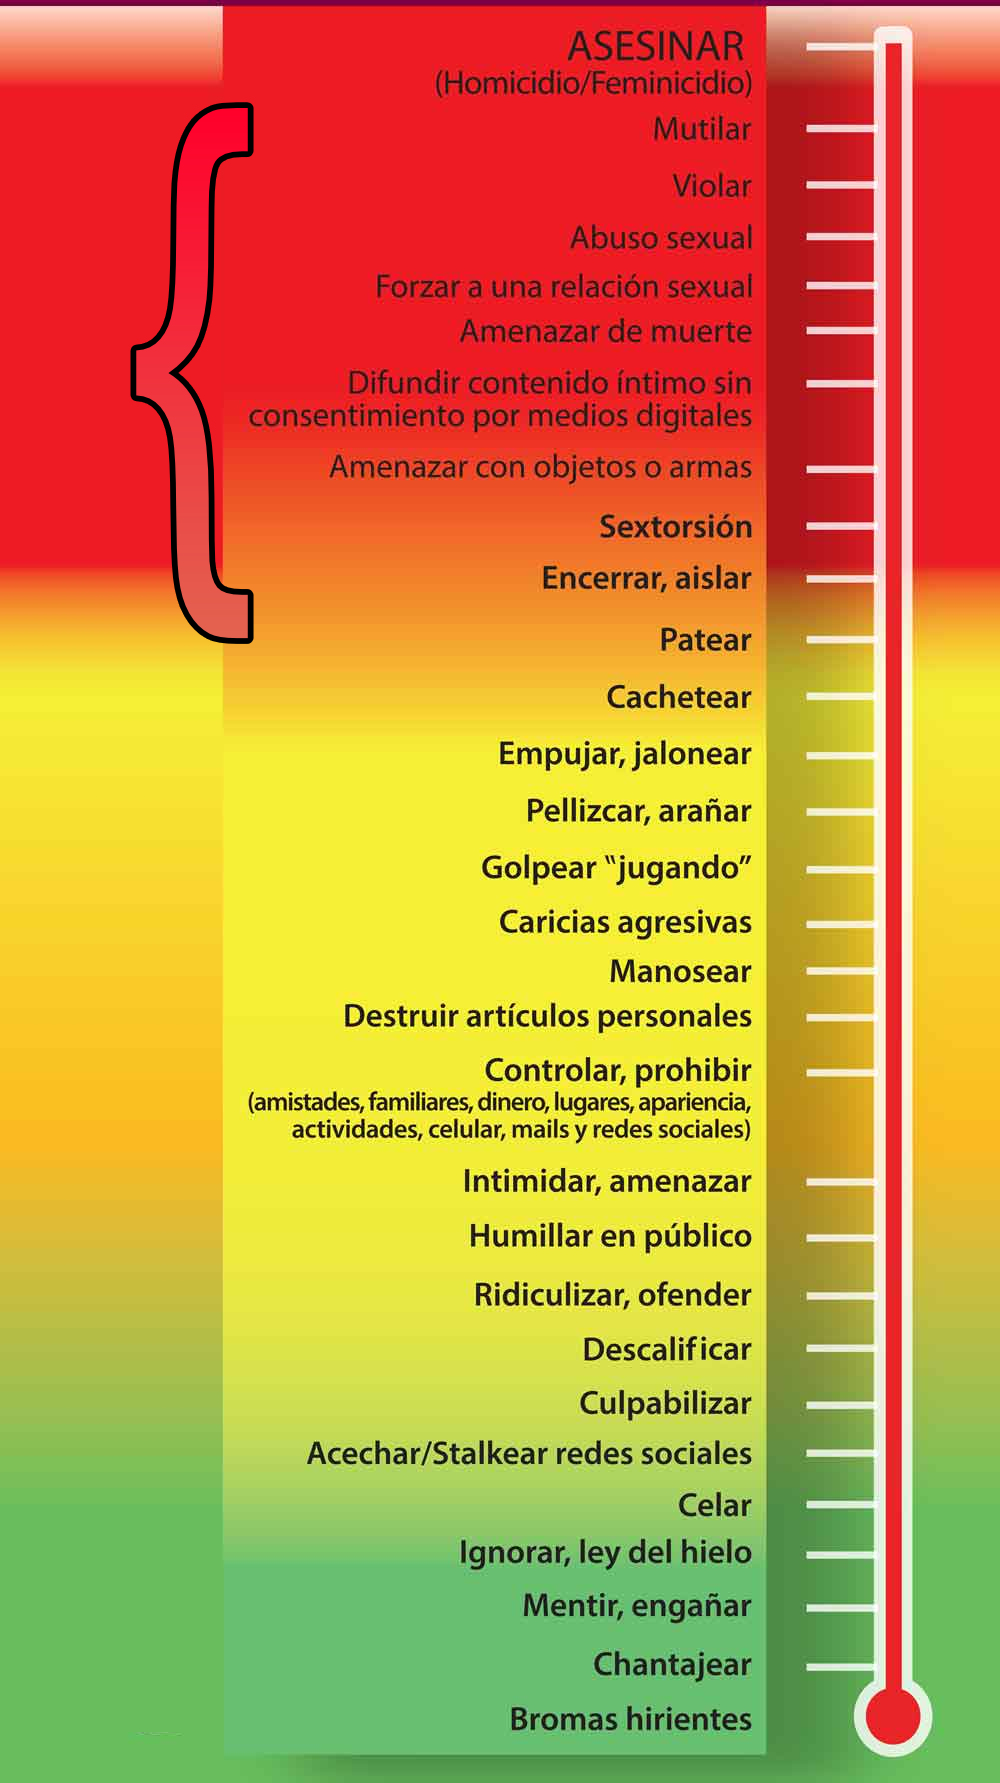 ASESINAR
(Homicidio/Feminicidio)
Mutilar
Violar
Abuso sexual
Forzar a una relación sexual
Amenazar de muerte
Difundir contenido íntimo sin
consentimiento por medios digitales
Amenazar con objetos o armas
Sextorsión
Encerrar, aislar
Patear
Cachetear
Empujar, jalonear
Pellizcar, arañar
Golpear "jugando"
Caricias agresivas
Manosear
Destruir artículos personales
Controlar, prohibir
(amistades, familiares, dinero, lugares, apariencia,
actividades, celular, mails y redes sociales)
Intimidar, amenazar
Humillar en público
Ridiculizar, ofender
Descalificar
Culpabilizar
Acechar/Stalkear redes sociales
Celar
Ignorar, ley del hielo
Mentir, engañar
Chantajear
Bromas hirientes